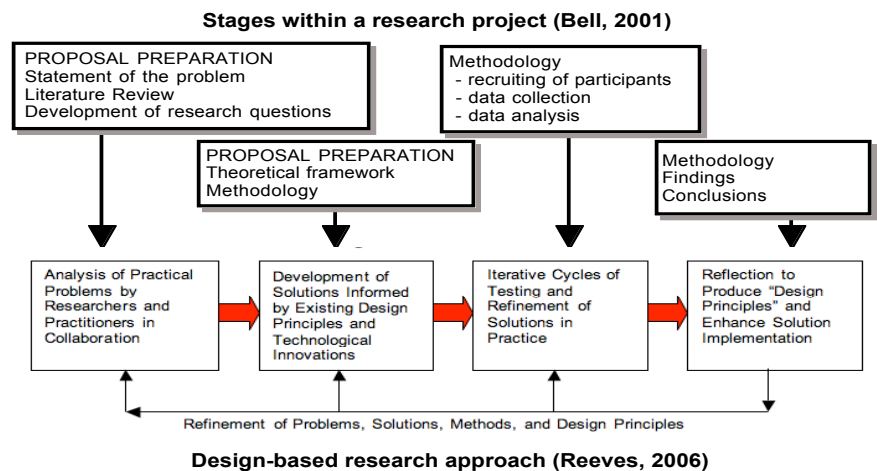 Stages within a research project (Bell, 2001)
PROPOSAL PREPARATION
Statement of the problem
Literature Review
Development of research questions
Methodology
- recruiting of participants
- data collection
- data analysis
PROPOSAL PREPARATION
Theoretical framework
Methodology
Methodology
Findings
Conclusions
Analysis of Practical
Problems by
Researchers and
Practitioners in
Collaboration
Development of
Solutions Informed
by Existing Design
Principles and
Technological
Innovations
Iterative Cycles of
Testing and
Refinement of
Solutions in
Practice
Reflection to
Produce “Design
Principles” and
Enhance Solution
Implementation
Refinement of Problems, Solutions, Methods, and Design Principles
Design-based research approach (Reeves, 2006)